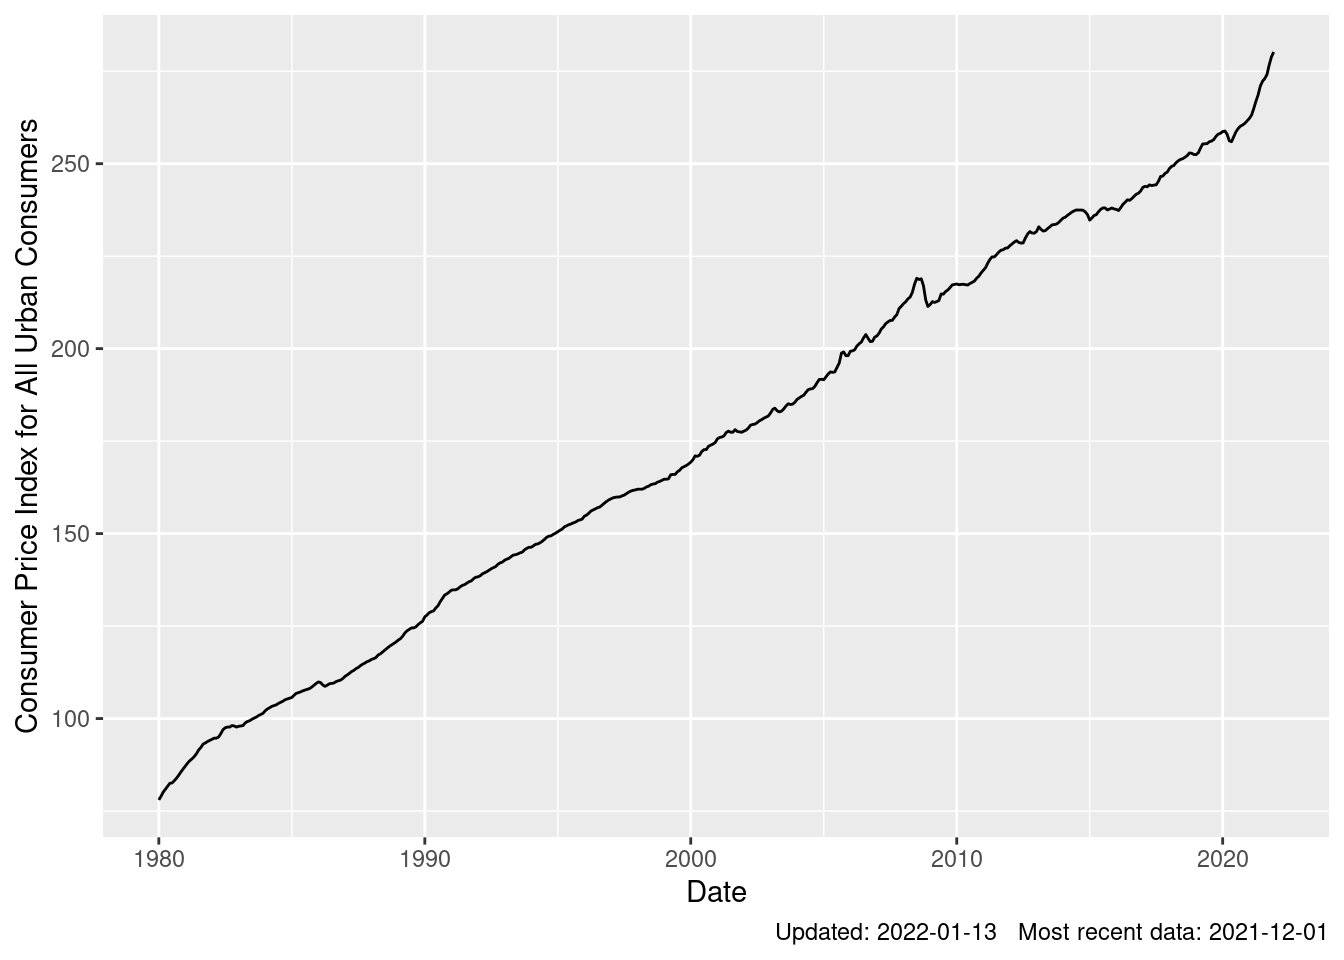 Consumer Price Index for All Urban Consumers
250
200
150
100
1980 1990 2000 2010 2020
Date
Updated: 2022-01-13 Most recent data: 2021-12-01